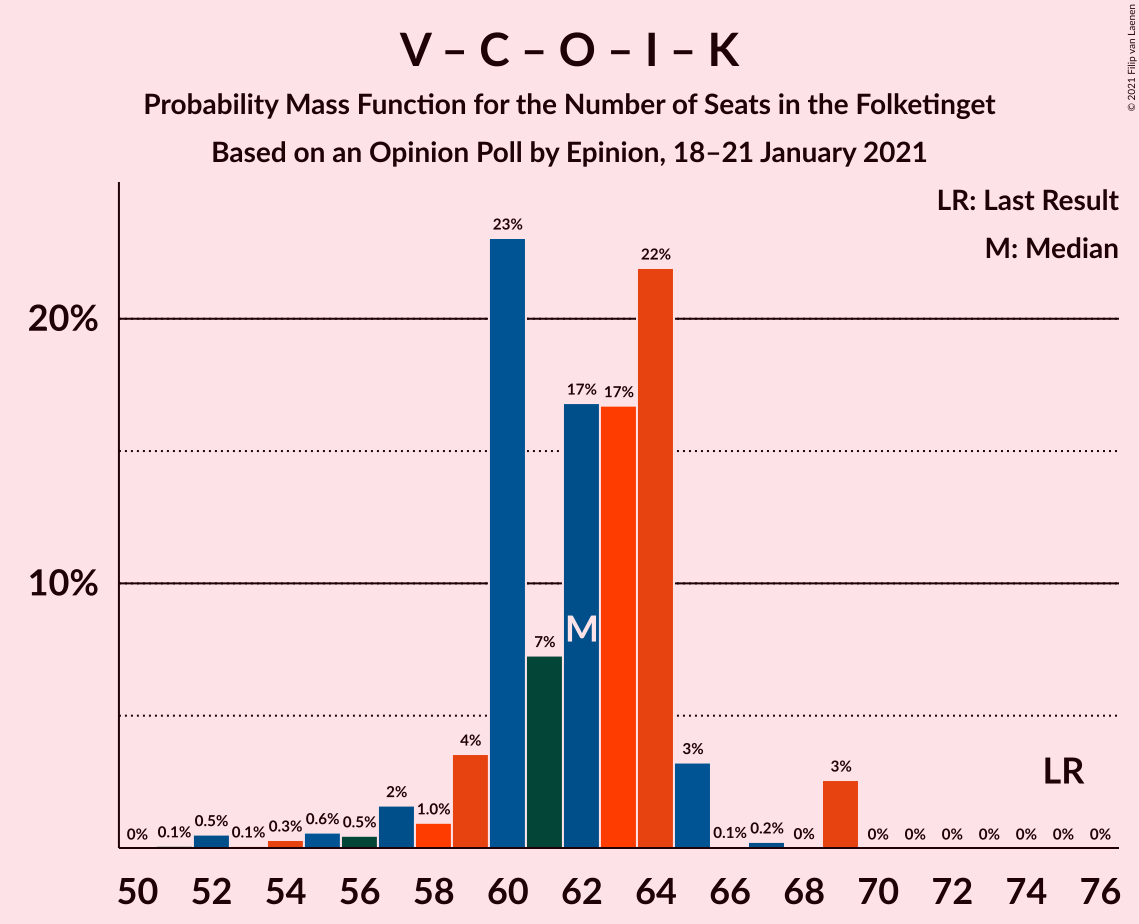 V – C – O – I – K
Probability Mass Function for the Number of Seats in the Folketinget
Based on an Opinion Poll by Epinion, 18–21 January 2021
© 2021 Filip van Laenen
LR: Last Result
M: Median
20%
10%
0% 0.1% 0.5% 0.1% 0.3% 0.6% 0.5% 2% 1.0% 4% 23% 7% 17% 17% 22% 3% 0.1% 0.2% 0% 3% 0% 0% 0% 0% 0% 0% 0%
M
LR
50 52 54 56 58 60 62 64 66 68 70 72 74 76